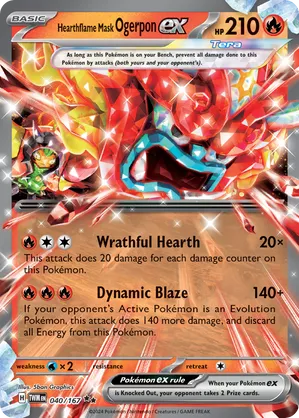 BASIC
Hearthflame Mask Ogerpon ex
HP 210
Tera
As long as this Pokémon is on your Bench, prevent all damage done to
this Pokémon by attacks (both yours and your opponent's).
Wrathful Hearth 20×
This attack does 20 damage for each damage counter on
this Pokémon.
Dynamic Blaze 140+
If your opponent's Active Pokémon is an Evolution
Pokémon, this attack does 140 more damage, and discard
all Energy from this Pokémon.
weakness ×2 resistance retreat
Illus. 5ban Graphics
H TWM EN 040/167
Pokémon ex rule
When your Pokémon ex
is Knocked Out, your opponent takes 2 Prize cards.
©2024 Pokémon / Nintendo / Creatures / GAME FREAK